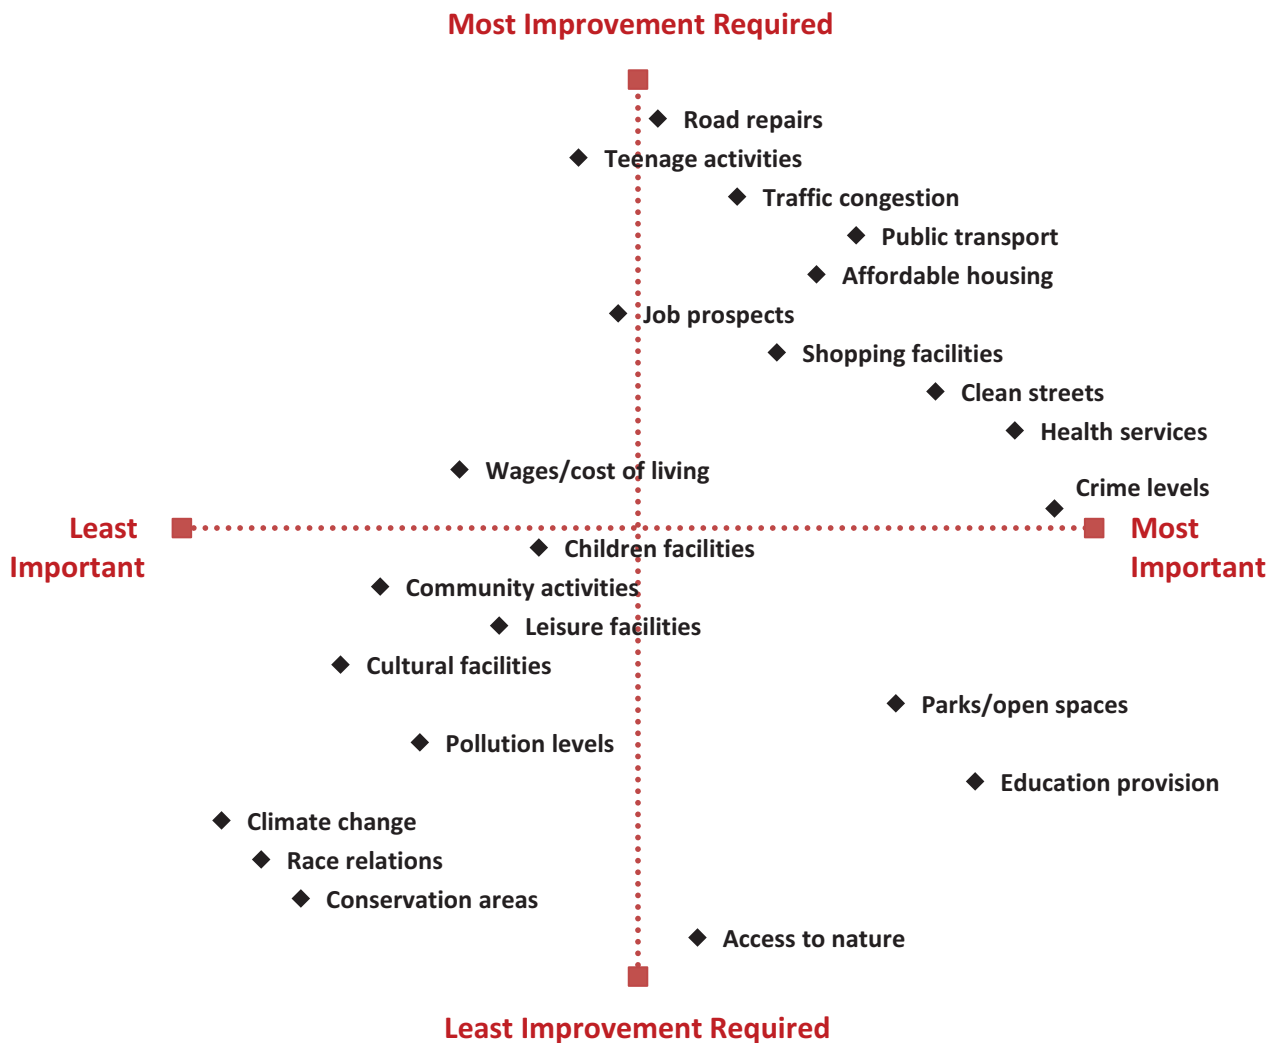 Most Improvement Required
Road repairs
Teenage activities
Traffic congestion
Public transport
Affordable housing
Job prospects
Shopping facilities
Clean streets
Health services
Wages/cost of living
Crime levels
Least
Important
Most
Important
Children facilities
Community activities
Leisure facilities
Cultural facilities
Parks/open spaces
Pollution levels
Education provision
Climate change
Race relations
Conservation areas
Access to nature
Least Improvement Required